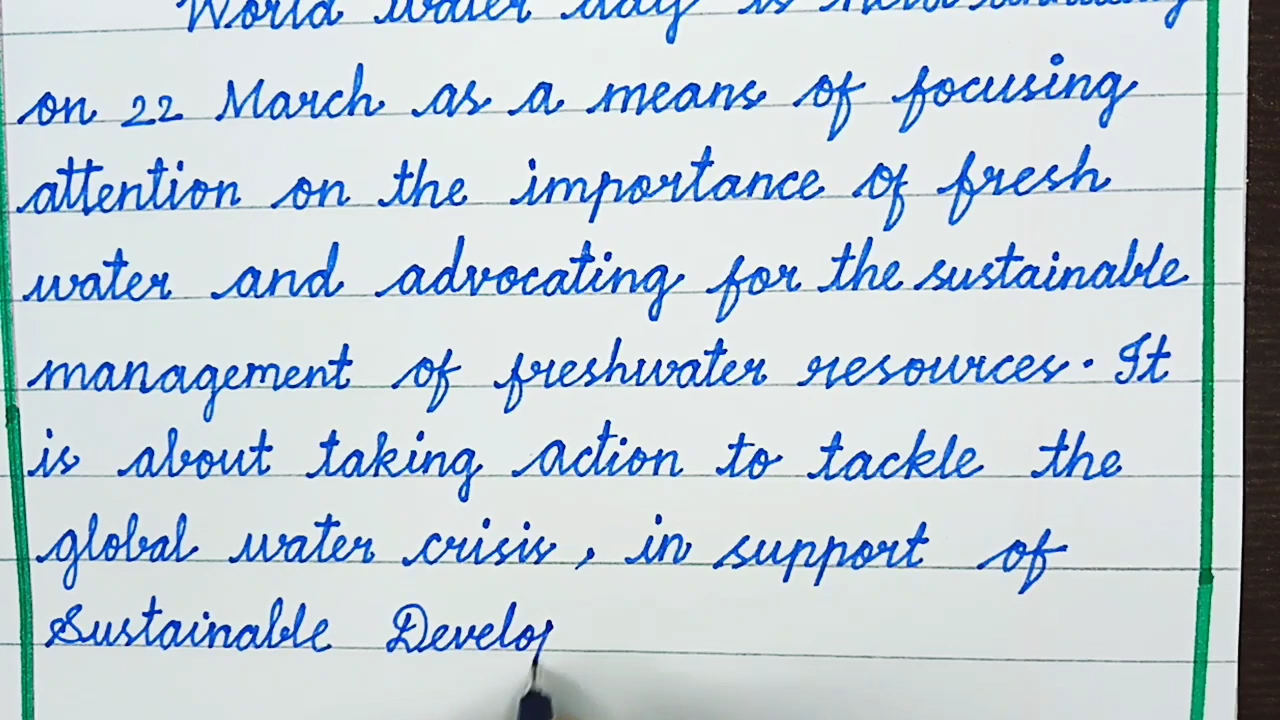 World water day is held annually
on 22 March as a means of focusing
attention on the importance of fresh
water and advocating for the sustainable
management of freshwater resources. It
is about taking action to tackle the
global water crisis, in support of
Sustainable Develop